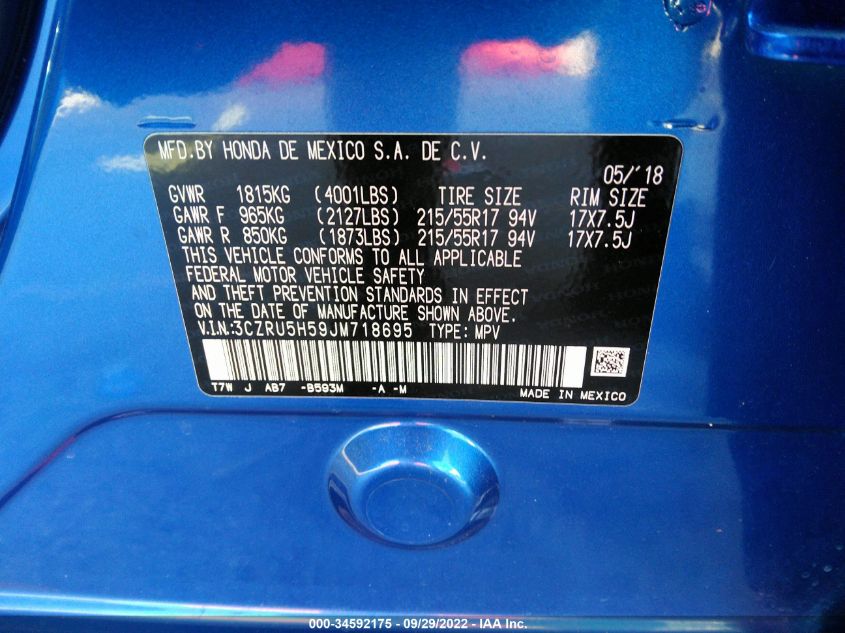 MFD.BY HONDA DE MEXICO S.A. DE C.V.
05/'18
GVWR 1815KG (4001LBS) TIRE SIZE RIM SIZE
GAWR F 965KG (2127LBS) 215/55R17 94V 17X7.5J
GAWR R 850KG (1873LBS) 215/55R17 94V 17X7.5J
THIS VEHICLE CONFORMS TO ALL APPLICABLE
FEDERAL MOTOR VEHICLE SAFETY
AND THEFT PREVENTION STANDARDS IN EFFECT
ON THE DATE OF MANUFACTURE SHOWN ABOVE.
V.I.N.:3CZRU5H59JM718695 TYPE: MPV
T7W J AB7 -B593M -A -M
MADE IN MEXICO
000-34592175 - 09/29/2022 - IAA Inc.